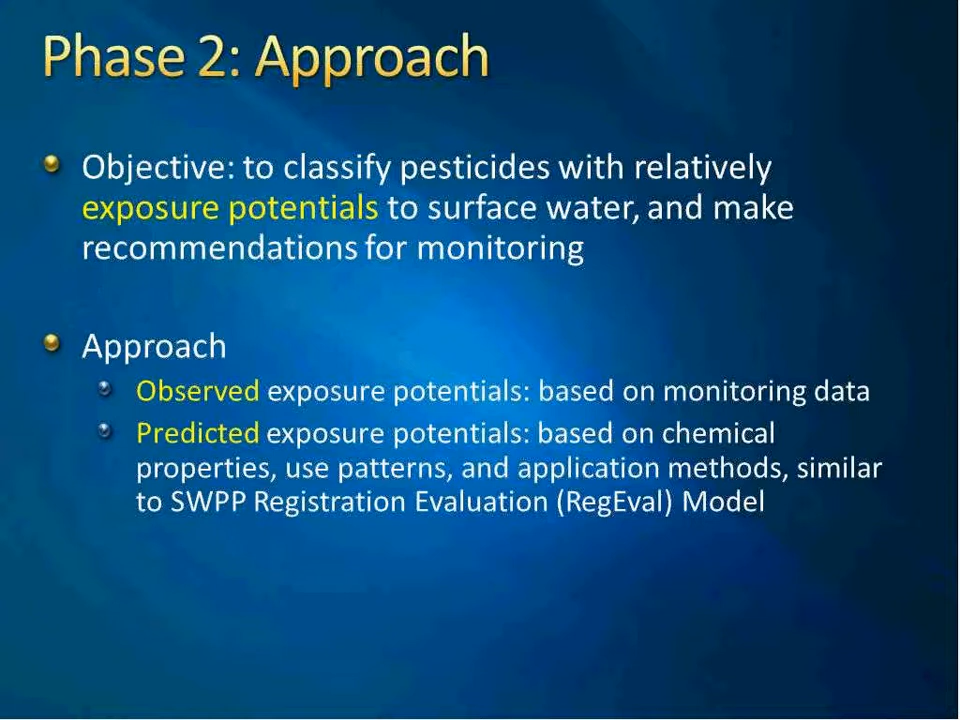 Phase 2: Approach
Objective: to classify pesticides with relatively
exposure potentials to surface water, and make
recommendations for monitoring
Approach
Observed exposure potentials: based on monitoring data
Predicted exposure potentials: based on chemical
properties, use patterns, and application methods, similar
to SWPP Registration Evaluation (RegEval) Model